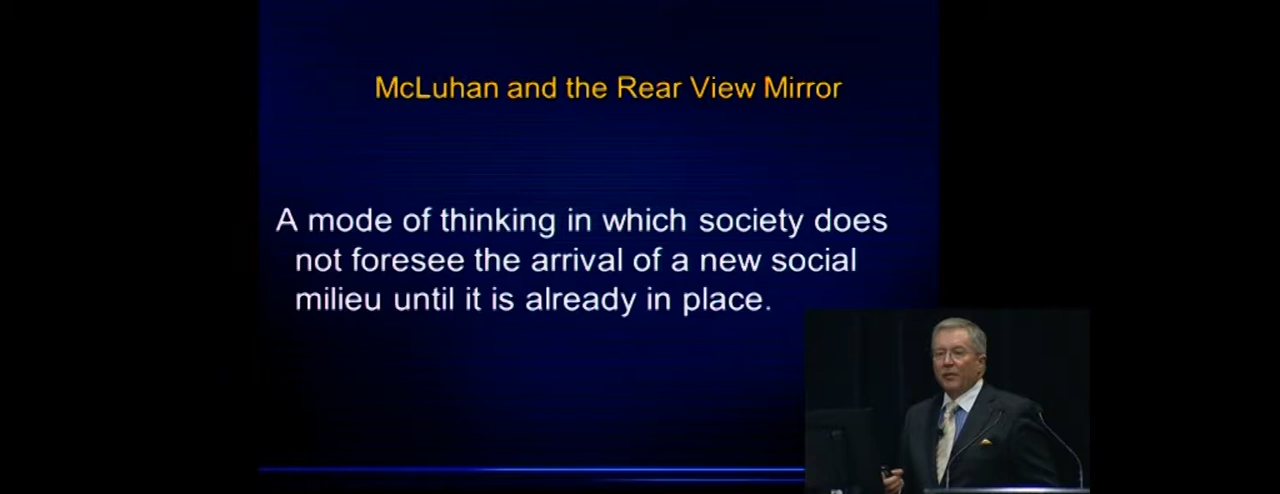 McLuhan and the Rear View Mirror
A mode of thinking in which society does
not foresee the arrival of a new social
milieu until it is already in place.